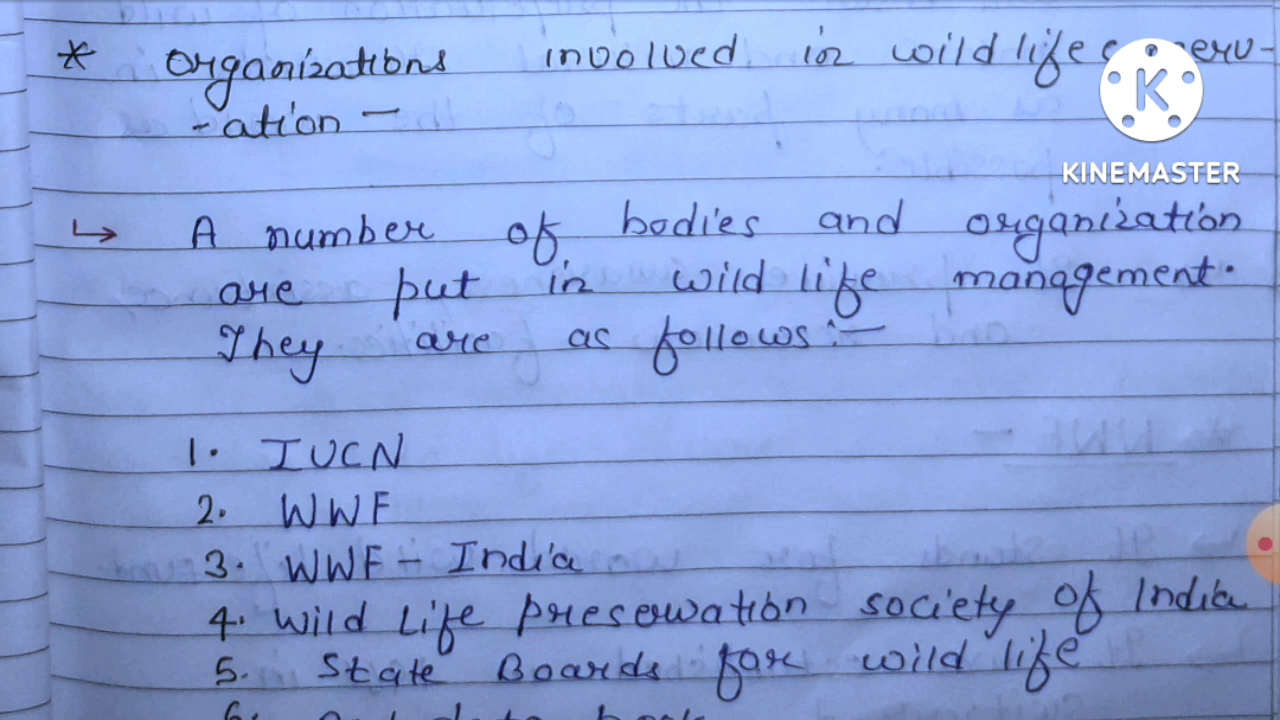 * Organizations involved in wild life conserv-
-ation -
↳ A number of bodies and organization
are put in wild life management.
They are as follows:-
1. IUCN
2. WWF
3. WWF - India
4. Wild Life preservation society of India
5. State Boards for wild life
6.
K
KINEMASTER